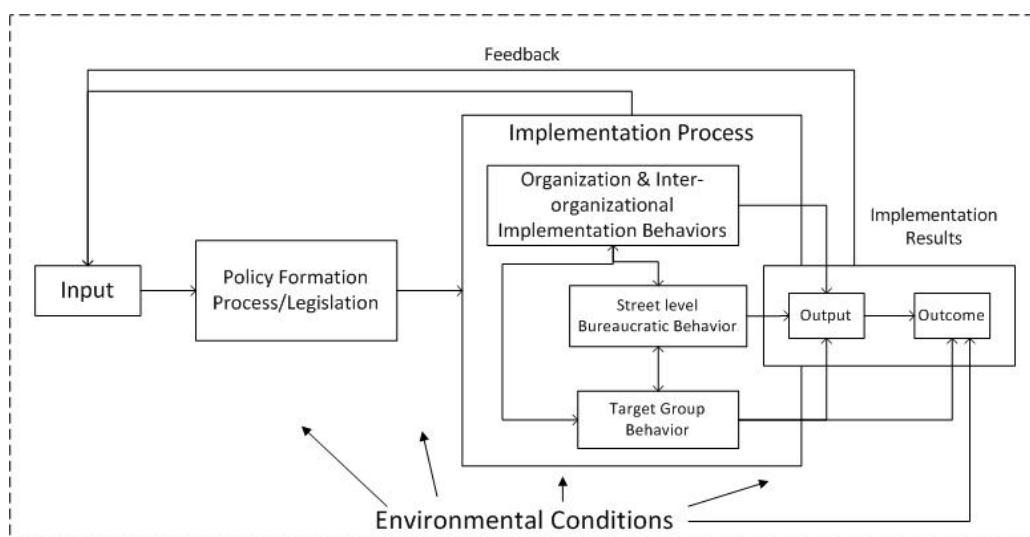 Feedback
Implementation Process
Organization & Inter-
organizational
Implementation Behaviors
Implementation
Results
Input
Policy Formation
Process/Legislation
Street level
Bureaucratic Behavior
Output
Outcome
Target Group
Behavior
Environmental Conditions